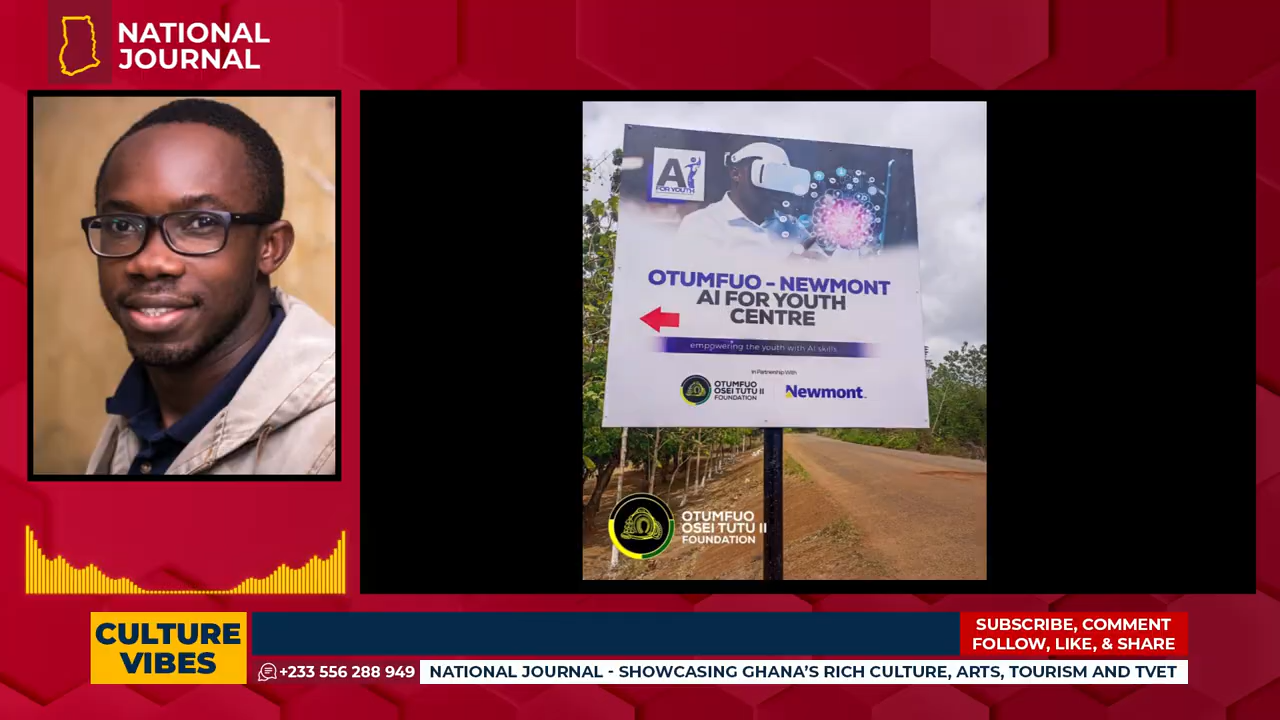 NATIONAL
JOURNAL
Ai
FOR YOUTH
OTUMFUO - NEWMONT
AI FOR YOUTH
CENTRE
empowering the youth with AI skills
In Partnership With
OTUMFUO
OSEI TUTU II
FOUNDATION
Newmont
OTUMFUO
OSEI TUTU II
FOUNDATION
CULTURE
VIBES
SUBSCRIBE, COMMENT
FOLLOW, LIKE, & SHARE
+233 556 288 949
NATIONAL JOURNAL - SHOWCASING GHANA'S RICH CULTURE, ARTS, TOURISM AND TVET